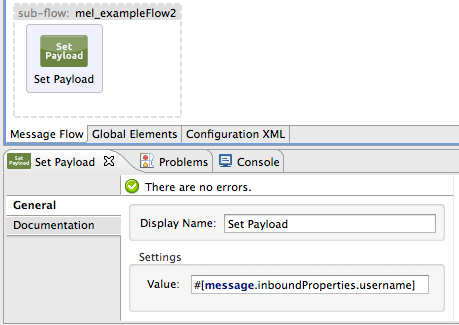 sub-flow: mel_exampleFlow2
Set
Payload
Set Payload
Message Flow Global Elements Configuration XML
Set
Payload
Set Payload Problems Console
There are no errors.
General
Documentation
Display Name: Set Payload
Settings
Value: #[message.inboundProperties.username]